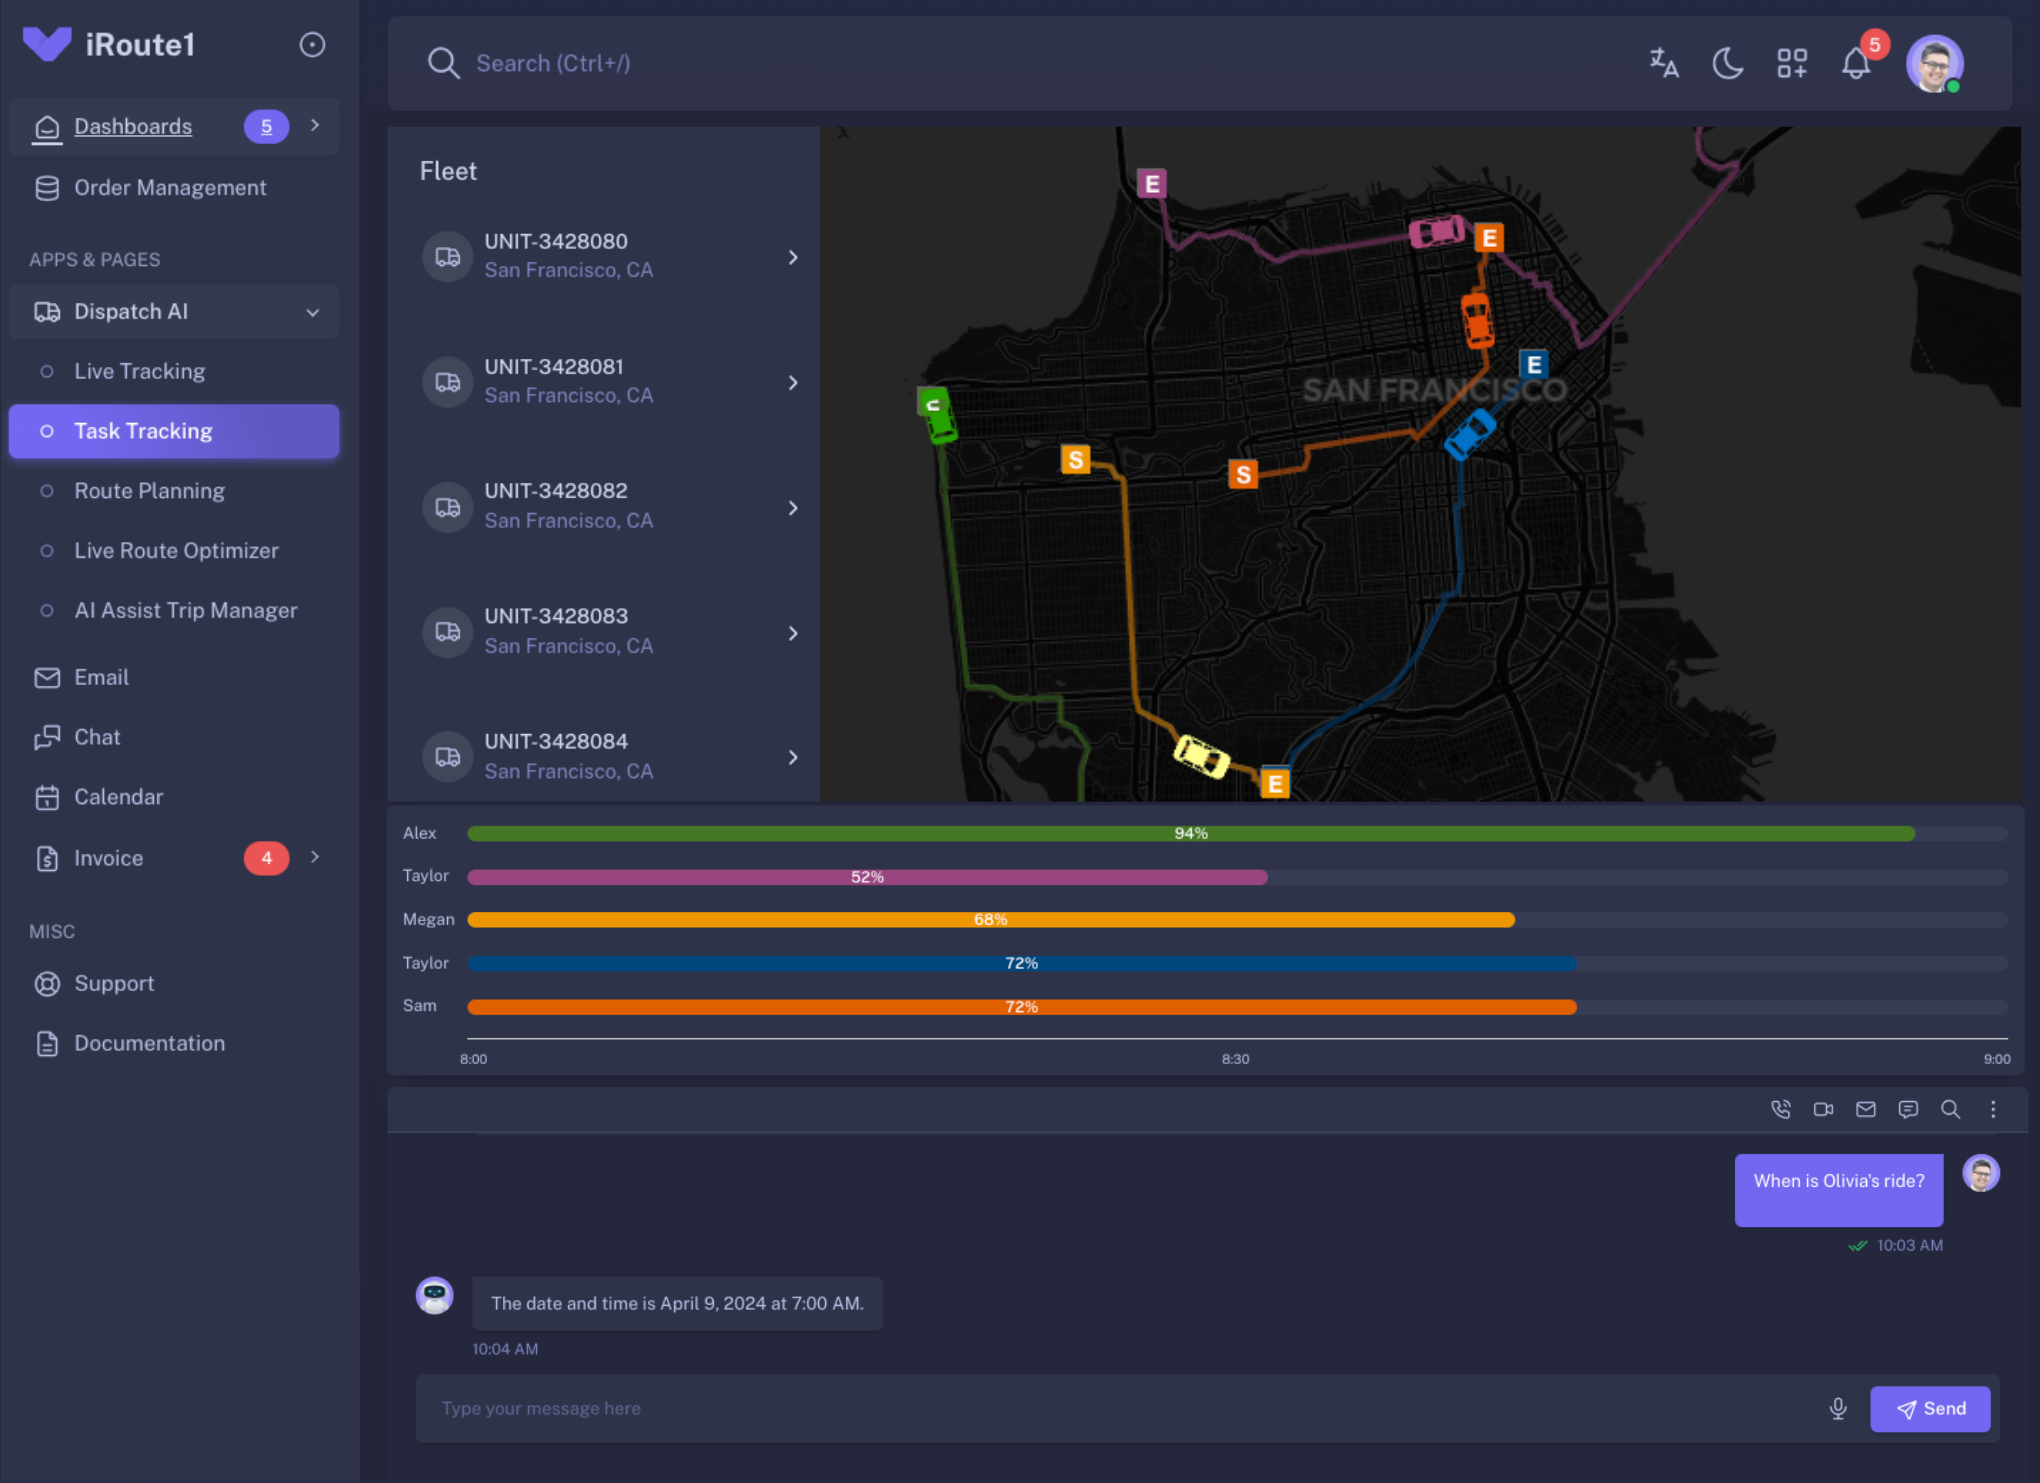 iRoute1
Search (Ctrl+/)
5
Dashboards 5
Order Management
APPS & PAGES
Dispatch AI
Live Tracking
Task Tracking
Route Planning
Live Route Optimizer
AI Assist Trip Manager
Email
Chat
Calendar
Invoice 4
MISC
Support
Documentation
Fleet
UNIT-3428080
San Francisco, CA
UNIT-3428081
San Francisco, CA
UNIT-3428082
San Francisco, CA
UNIT-3428083
San Francisco, CA
UNIT-3428084
San Francisco, CA
E
E
E
SAN FRANCISCO
S
S
E
Alex 94%
Taylor 52%
Megan 68%
Taylor 72%
Sam 72%
8:00 8:30 9:00
When is Olivia's ride?
10:03 AM
The date and time is April 9, 2024 at 7:00 AM.
10:04 AM
Type your message here
Send